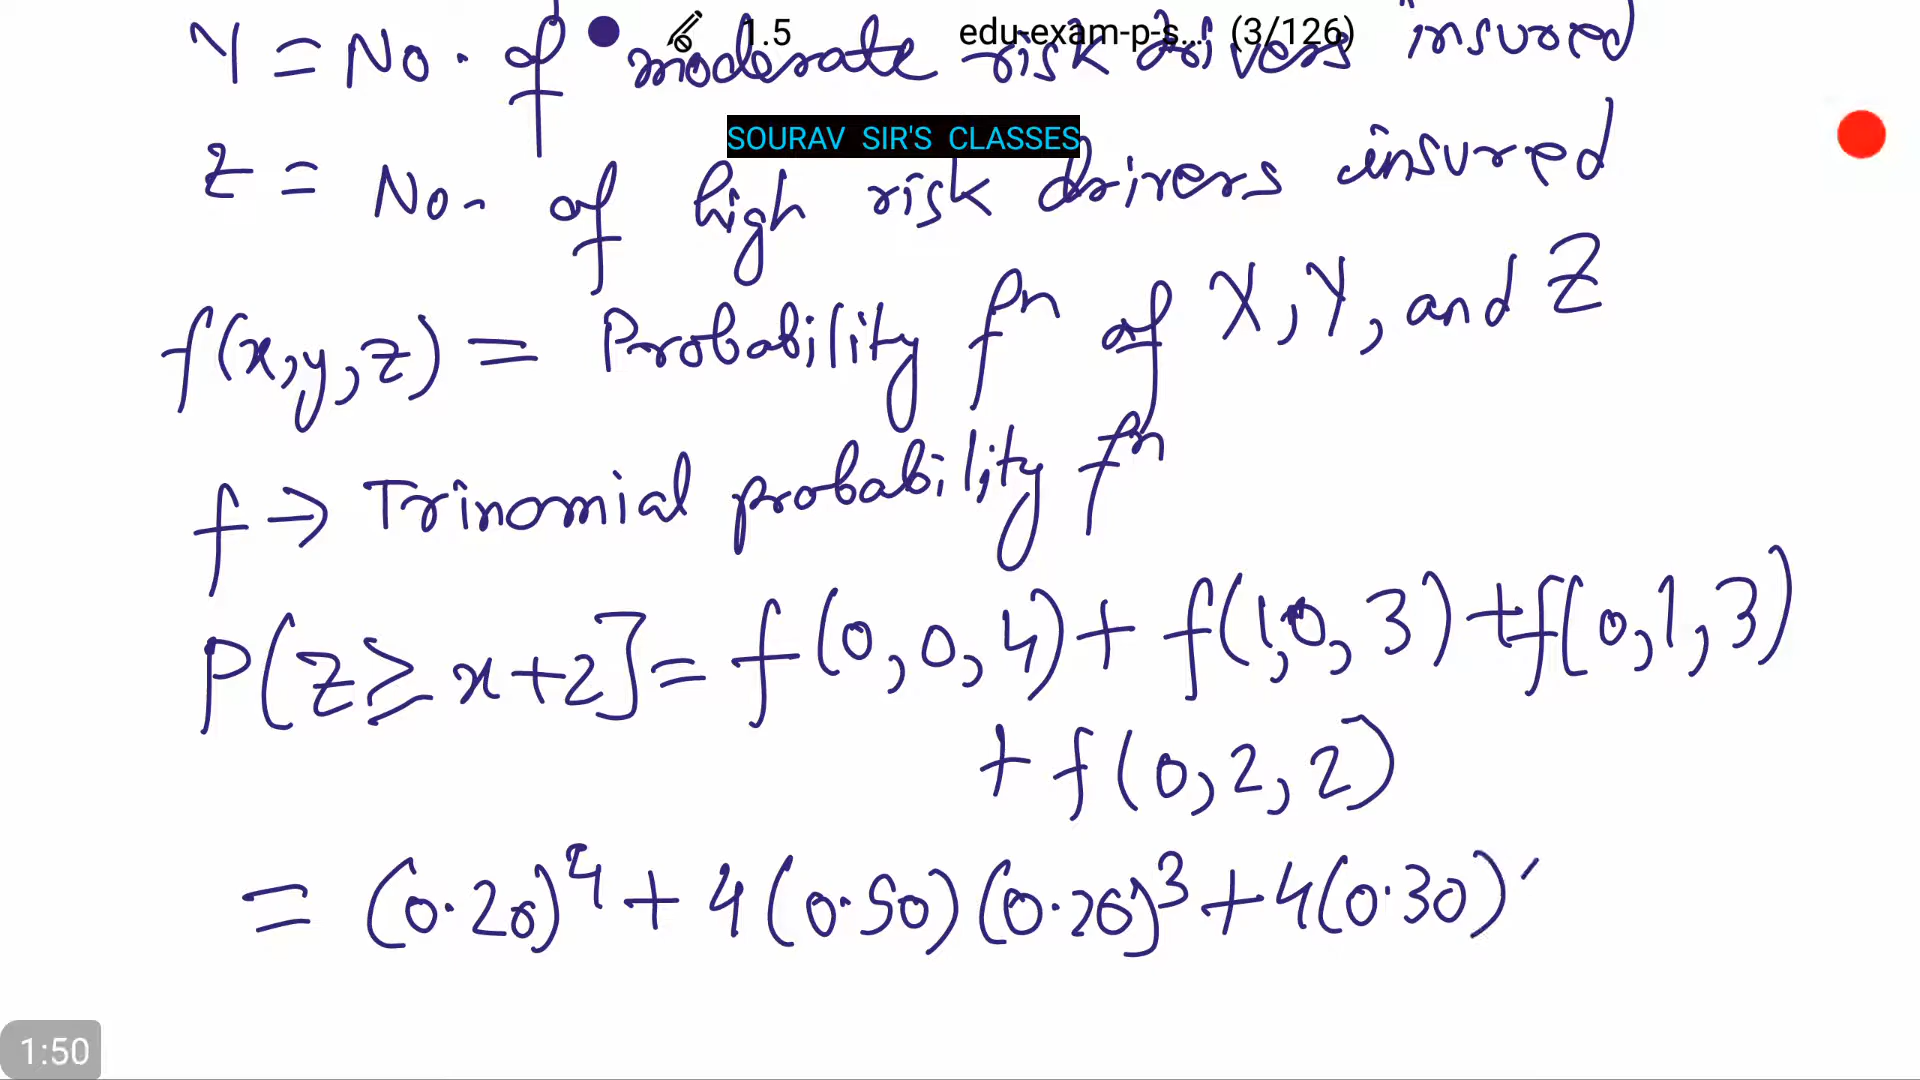 Y = No. of moderate risk drivers insured
1.5 edu-exam-p-s... (3/126)
SOURAV SIR'S CLASSES
Z = No. of high risk drivers insured
f(x,y,z) = Probability fⁿ of X, Y, and Z
f → Trinomial probability fⁿ
P[Z ≥ x+2] = f(0,0,4) + f(1,0,3) + f(0,1,3)
+ f(0,2,2)
= (0.20)⁴ + 4(0.50)(0.20)³ + 4(0.30)
1:50